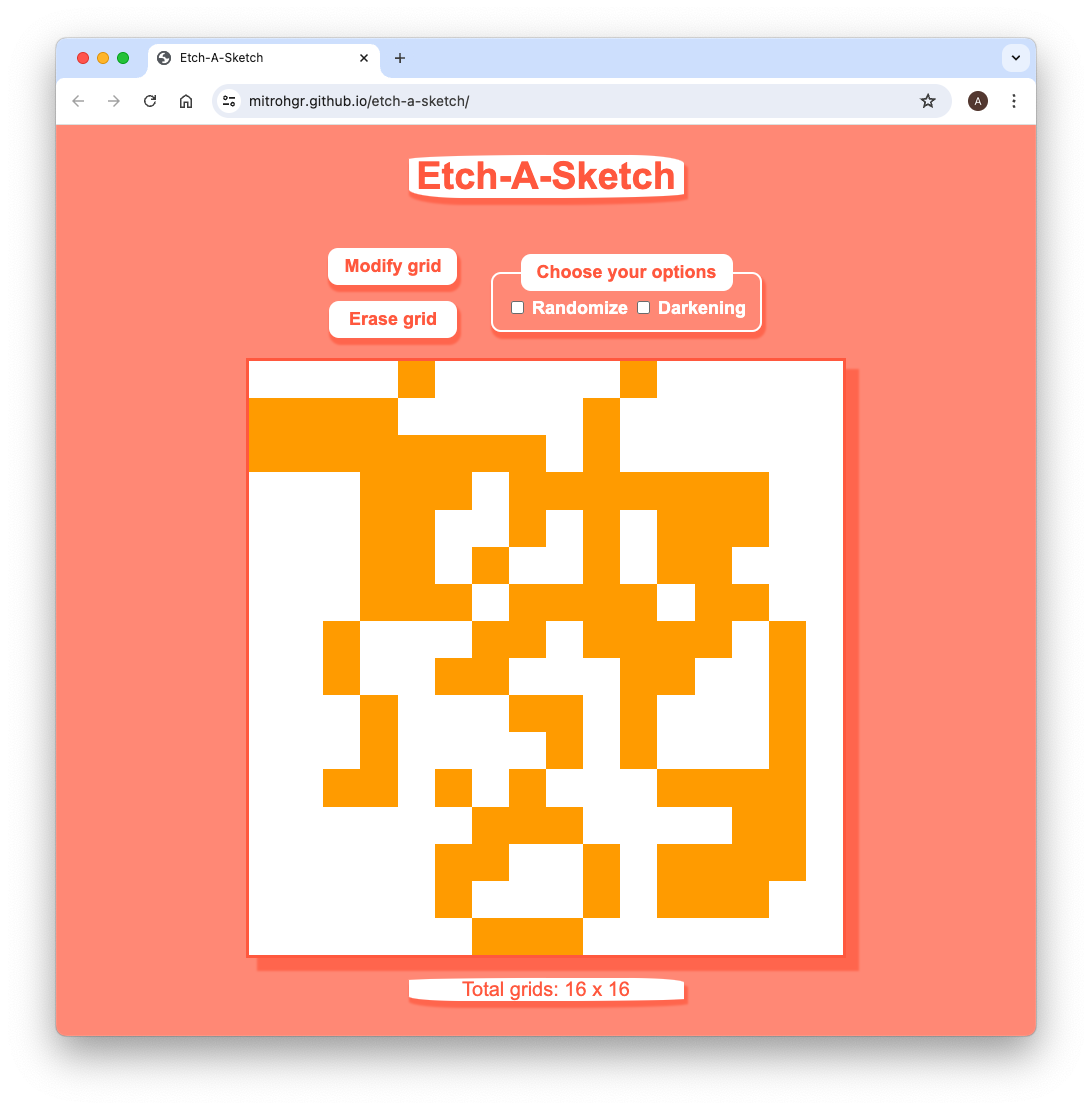 Etch-A-Sketch
mitrohgr.github.io/etch-a-sketch/
A
Etch-A-Sketch
Modify grid
Choose your options
Randomize Darkening
Erase grid
Total grids: 16 x 16